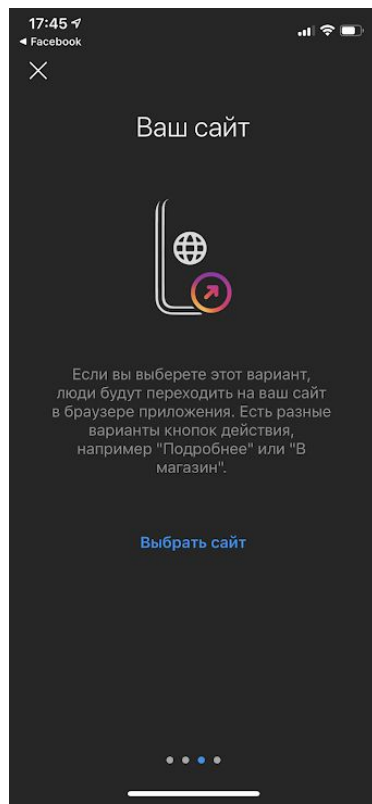 17:45
◀ Facebook
Ваш сайт
Если вы выберете этот вариант,
люди будут переходить на ваш сайт
в браузере приложения. Есть разные
варианты кнопок действия,
например "Подробнее" или "В
магазин".
Выбрать сайт